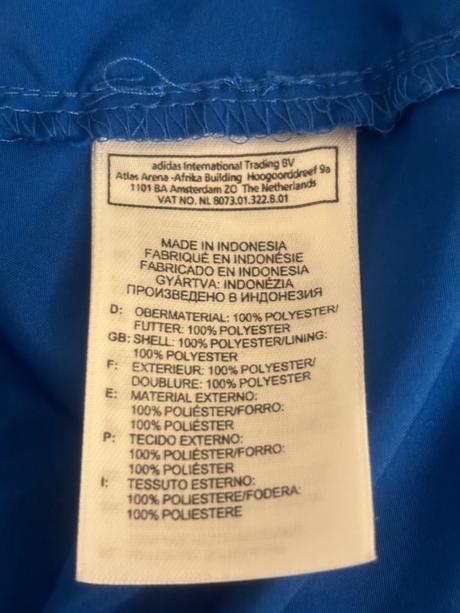 adidas International Trading BV
Atlas Arena -Afrika Building Hoogoorddreef 9a
1101 BA Amsterdam ZO The Netherlands
VAT NO. NL 8073.01.322.B.01
MADE IN INDONESIA
FABRIQUÉ EN INDONÉSIE
FABRICADO EN INDONESIA
GYÁRTVA: INDONÉZIA
ПРОИЗВЕДЕНО В ИНДОНЕЗИЯ
D: OBERMATERIAL: 100% POLYESTER/
FUTTER: 100% POLYESTER
GB: SHELL: 100% POLYESTER/LINING:
100% POLYESTER
F: EXTERIEUR: 100% POLYESTER/
DOUBLURE: 100% POLYESTER
E: MATERIAL EXTERNO:
100% POLIÉSTER/FORRO:
100% POLIÉSTER
P: TECIDO EXTERNO:
100% POLIÉSTER/FORRO:
100% POLIÉSTER
I: TESSUTO ESTERNO:
100% POLIESTERE/FODERA:
100% POLIESTERE